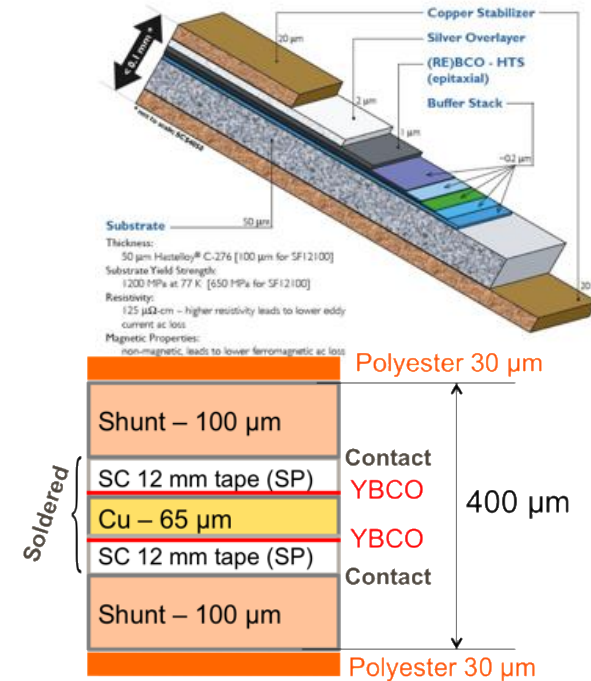 Copper Stabilizer
20 µm
Silver Overlayer
< 0.1 mm *
(RE)BCO - HTS
(epitaxial)
2 µm
Buffer Stack
1 µm
~0.2 µm
* not to scale; SCS4050
Substrate
50 µm
Thickness:
50 µm Hastelloy® C-276 [100 µm for SF12100]
Substrate Yield Strength:
1200 MPa at 77 K [650 MPa for SF12100]
20
Resistivity:
125 µΩ-cm – higher resistivity leads to lower eddy
current ac loss
Magnetic Properties:
non-magnetic, leads to lower ferromagnetic ac loss
Polyester 30 µm
Shunt – 100 µm
Contact
SC 12 mm tape (SP)
YBCO
400 µm
Soldered
Cu – 65 µm
YBCO
SC 12 mm tape (SP)
Contact
Shunt – 100 µm
Polyester 30 µm